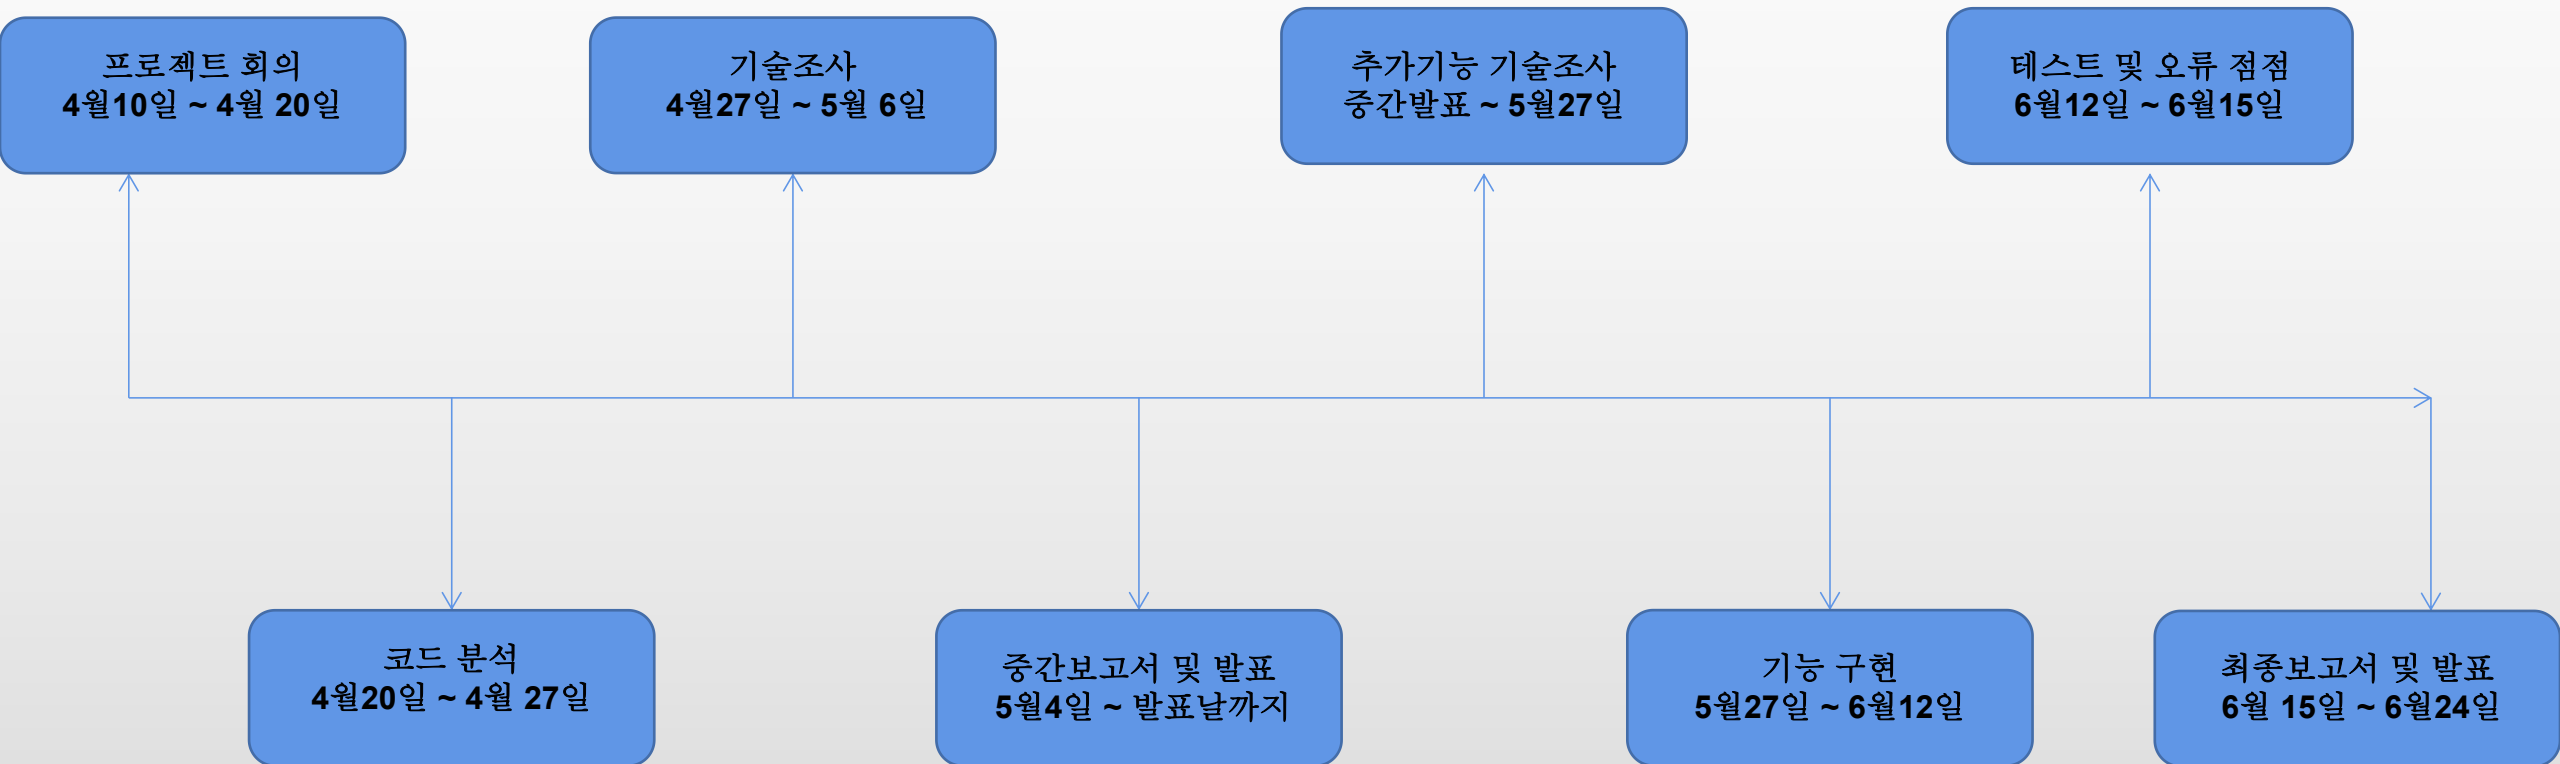 프로젝트 회의
4월10일 ~ 4월 20일
기술조사
4월27일 ~ 5월 6일
추가기능 기술조사
중간발표 ~ 5월27일
테스트 및 오류 점점
6월12일 ~ 6월15일
코드 분석
4월20일 ~ 4월 27일
중간보고서 및 발표
5월4일 ~ 발표날까지
기능 구현
5월27일 ~ 6월12일
최종보고서 및 발표
6월 15일 ~ 6월24일